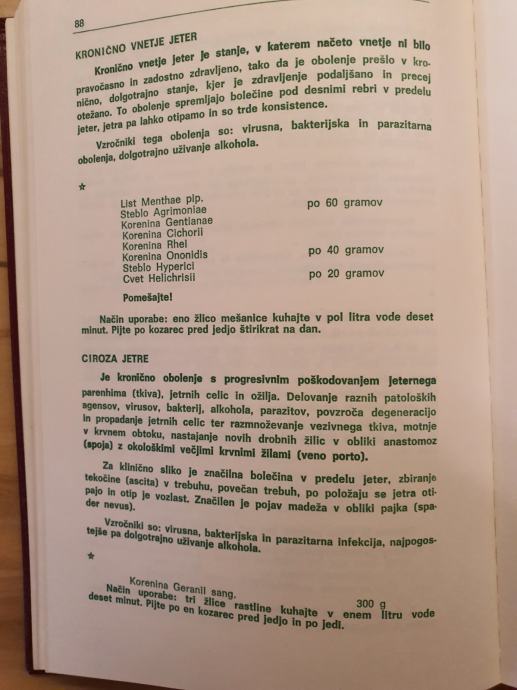 88
KRONIČNO VNETJE JETER
Kronično vnetje jeter je stanje, v katerem načeto vnetje ni bilo
pravočasno in zadostno zdravljeno, tako da je obolenje prešlo v kro-
nično, dolgotrajno stanje, kjer je zdravljenje podaljšano in precej
otežano. To obolenje spremljajo bolečine pod desnimi rebri v predelu
jeter, jetra pa lahko otipamo in so trde konsistence.
Vzročniki tega obolenja so: virusna, bakterijska in parazitarna
obolenja, dolgotrajno uživanje alkohola.
*
List Menthae pip.
Steblo Agrimoniae po 60 gramov
Korenina Gentianae
Korenina Cichorii
Korenina Rhei
Korenina Ononidis po 40 gramov
Steblo Hyperici
Cvet Helichrisii po 20 gramov
Pomešajte!
Način uporabe: eno žlico mešanice kuhajte v pol litra vode deset
minut. Pijte po kozarec pred jedjo štirikrat na dan.
CIROZA JETRE
Je kronično obolenje s progresivnim poškodovanjem jeternega
parenhima (tkiva), jetrnih celic in ožilja. Delovanje raznih patoloških
agensov, virusov, bakterij, alkohola, parazitov, povzroča degeneracijo
in propadanje jetrnih celic ter razmnoževanje vezivnega tkiva, motnje
v krvnem obtoku, nastajanje novih drobnih žilic v obliki anastomoz
(spoja) z okološkimi večjimi krvnimi žilami (veno porto).
Za klinično sliko je značilna bolečina v predelu jeter, zbiranje
tekočine (ascita) v trebuhu, povečan trebuh, po položaju se jetra oti-
pajo in otip je vozlast. Značilen je pojav madeža v obliki pajka (spa-
der nevus).
Vzročniki so: virusna, bakterijska in parazitarna infekcija, najpogos-
tejše pa dolgotrajno uživanje alkohola.
*
Korenina Geranii sang. 300 g
Način uporabe: tri žlice rastline kuhajte v enem litru vode
deset minut. Pijte po en kozarec pred jedjo in po jedi.